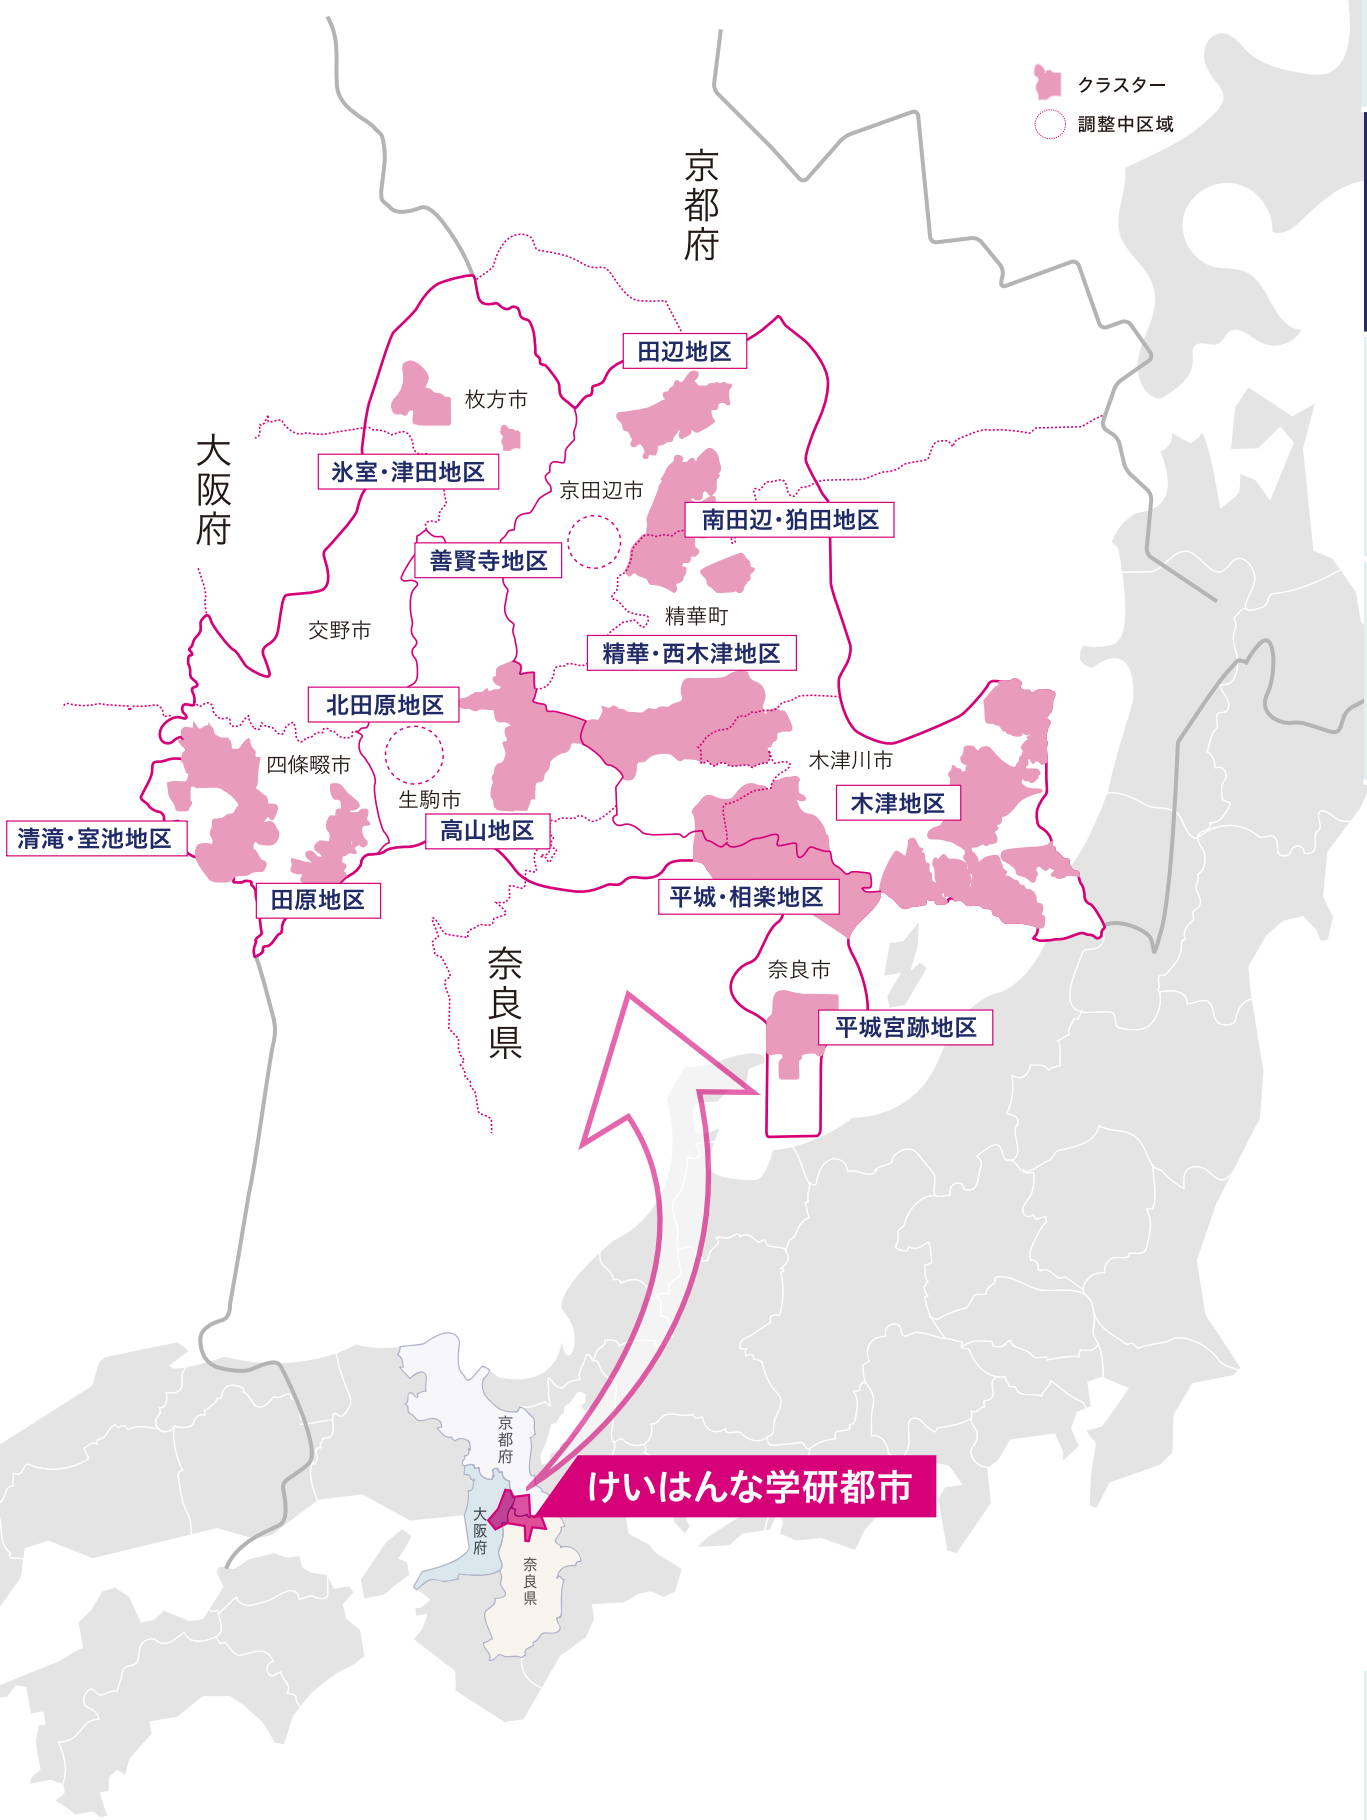 クラスター
調整中区域
京都府
田辺地区
枚方市
大阪府
氷室・津田地区
京田辺市
南田辺・狛田地区
善賢寺地区
精華町
交野市
精華・西木津地区
北田原地区
四條畷市
木津川市
生駒市
木津地区
清滝・室池地区
高山地区
田原地区
平城・相楽地区
奈良県
奈良市
平城宮跡地区
京都府
けいはんな学研都市
大阪府
奈良県